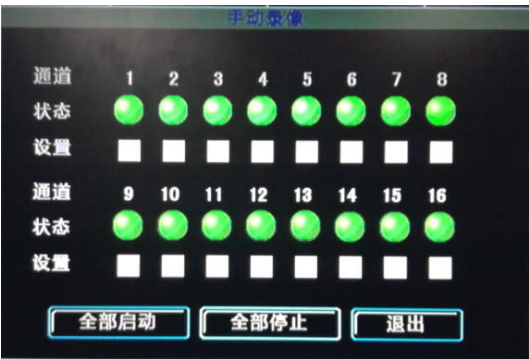 手动录像
通道 1 2 3 4 5 6 7 8
状态
设置
通道 9 10 11 12 13 14 15 16
状态
设置
全部启动 全部停止 退出